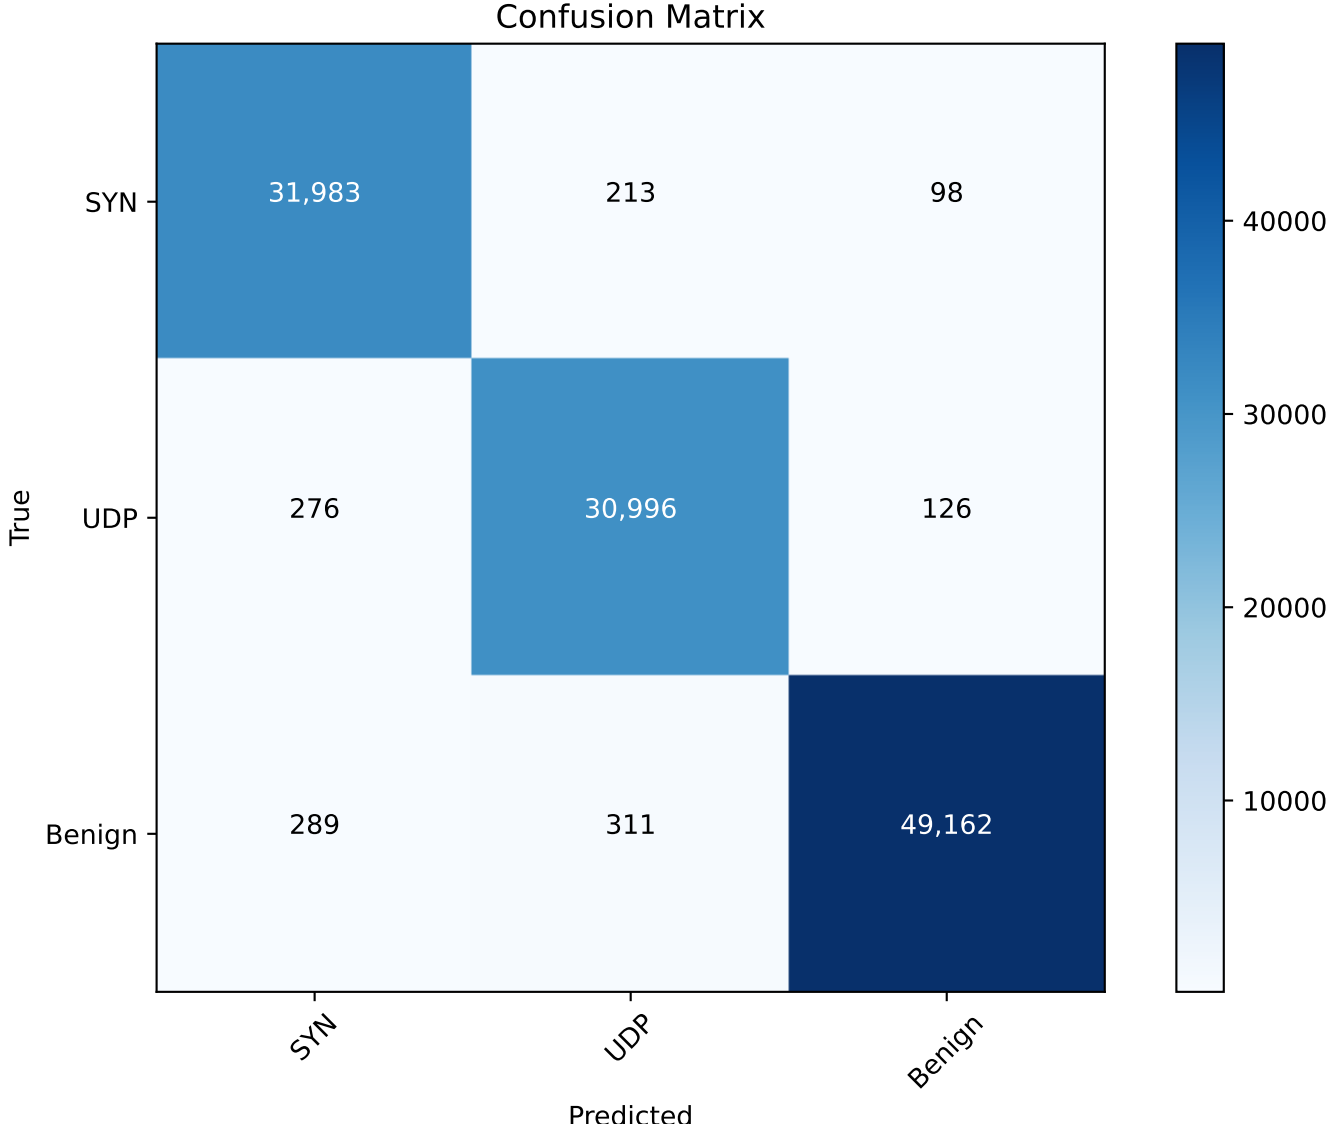 Confusion Matrix
SYN
31,983
213
98
UDP
276
30,996
126
Benign
289
311
49,162
True
SYN
UDP
Benign
Predicted
40000
30000
20000
10000